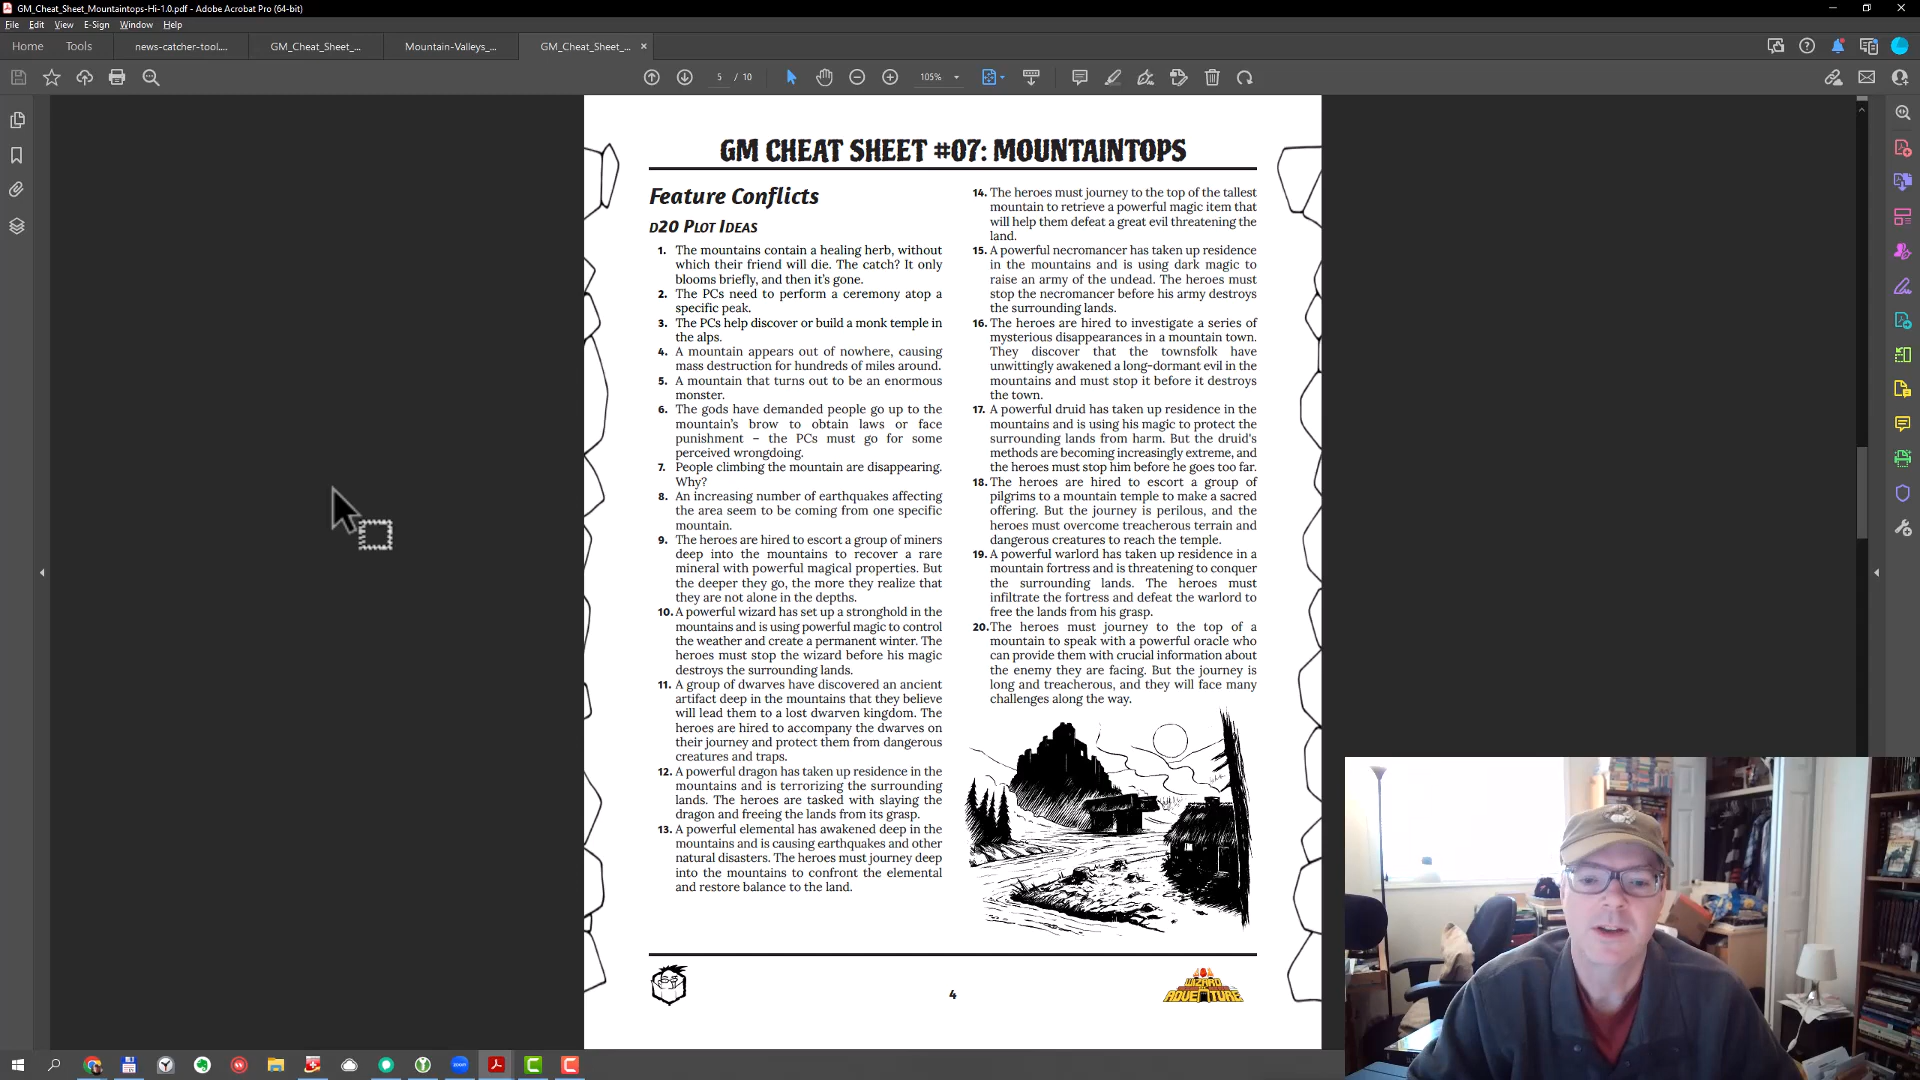 GM_Cheat_Sheet_Mountaintops-Hi-1.0.pdf - Adobe Acrobat Pro (64-bit)
File Edit View E-Sign Window Help
Home Tools news-catcher-tool.... GM_Cheat_Sheet_... Mountain-Valleys_... GM_Cheat_Sheet_...
5 / 10 105%
GM CHEAT SHEET #07: MOUNTAINTOPS
Feature Conflicts
D20 PLOT IDEAS
1. The mountains contain a healing herb, without
which their friend will die. The catch? It only
blooms briefly, and then it's gone.
2. The PCs need to perform a ceremony atop a
specific peak.
3. The PCs help discover or build a monk temple in
the alps.
4. A mountain appears out of nowhere, causing
mass destruction for hundreds of miles around.
5. A mountain that turns out to be an enormous
monster.
6. The gods have demanded people go up to the
mountain's brow to obtain laws or face
punishment – the PCs must go for some
perceived wrongdoing.
7. People climbing the mountain are disappearing.
Why?
8. An increasing number of earthquakes affecting
the area seem to be coming from one specific
mountain.
9. The heroes are hired to escort a group of miners
deep into the mountains to recover a rare
mineral with powerful magical properties. But
the deeper they go, the more they realize that
they are not alone in the depths.
10. A powerful wizard has set up a stronghold in the
mountains and is using powerful magic to control
the weather and create a permanent winter. The
heroes must stop the wizard before his magic
destroys the surrounding lands.
11. A group of dwarves have discovered an ancient
artifact deep in the mountains that they believe
will lead them to a lost dwarven kingdom. The
heroes are hired to accompany the dwarves on
their journey and protect them from dangerous
creatures and traps.
12. A powerful dragon has taken up residence in the
mountains and is terrorizing the surrounding
lands. The heroes are tasked with slaying the
dragon and freeing the lands from its grasp.
13. A powerful elemental has awakened deep in the
mountains and is causing earthquakes and other
natural disasters. The heroes must journey deep
into the mountains to confront the elemental
and restore balance to the land.
14. The heroes must journey to the top of the tallest
mountain to retrieve a powerful magic item that
will help them defeat a great evil threatening the
land.
15. A powerful necromancer has taken up residence
in the mountains and is using dark magic to
raise an army of the undead. The heroes must
stop the necromancer before his army destroys
the surrounding lands.
16. The heroes are hired to investigate a series of
mysterious disappearances in a mountain town.
They discover that the townsfolk have
unwittingly awakened a long-dormant evil in the
mountains and must stop it before it destroys
the town.
17. A powerful druid has taken up residence in the
mountains and is using his magic to protect the
surrounding lands from harm. But the druid's
methods are becoming increasingly extreme, and
the heroes must stop him before he goes too far.
18. The heroes are hired to escort a group of
pilgrims to a mountain temple to make a sacred
offering. But the journey is perilous, and the
heroes must overcome treacherous terrain and
dangerous creatures to reach the temple.
19. A powerful warlord has taken up residence in a
mountain fortress and is threatening to conquer
the surrounding lands. The heroes must
infiltrate the fortress and defeat the warlord to
free the lands from his grasp.
20. The heroes must journey to the top of a
mountain to speak with a powerful oracle who
can provide them with crucial information about
the enemy they are facing. But the journey is
long and treacherous, and they will face many
challenges along the way.
4
WIZARD
ADVENTURE
zoom